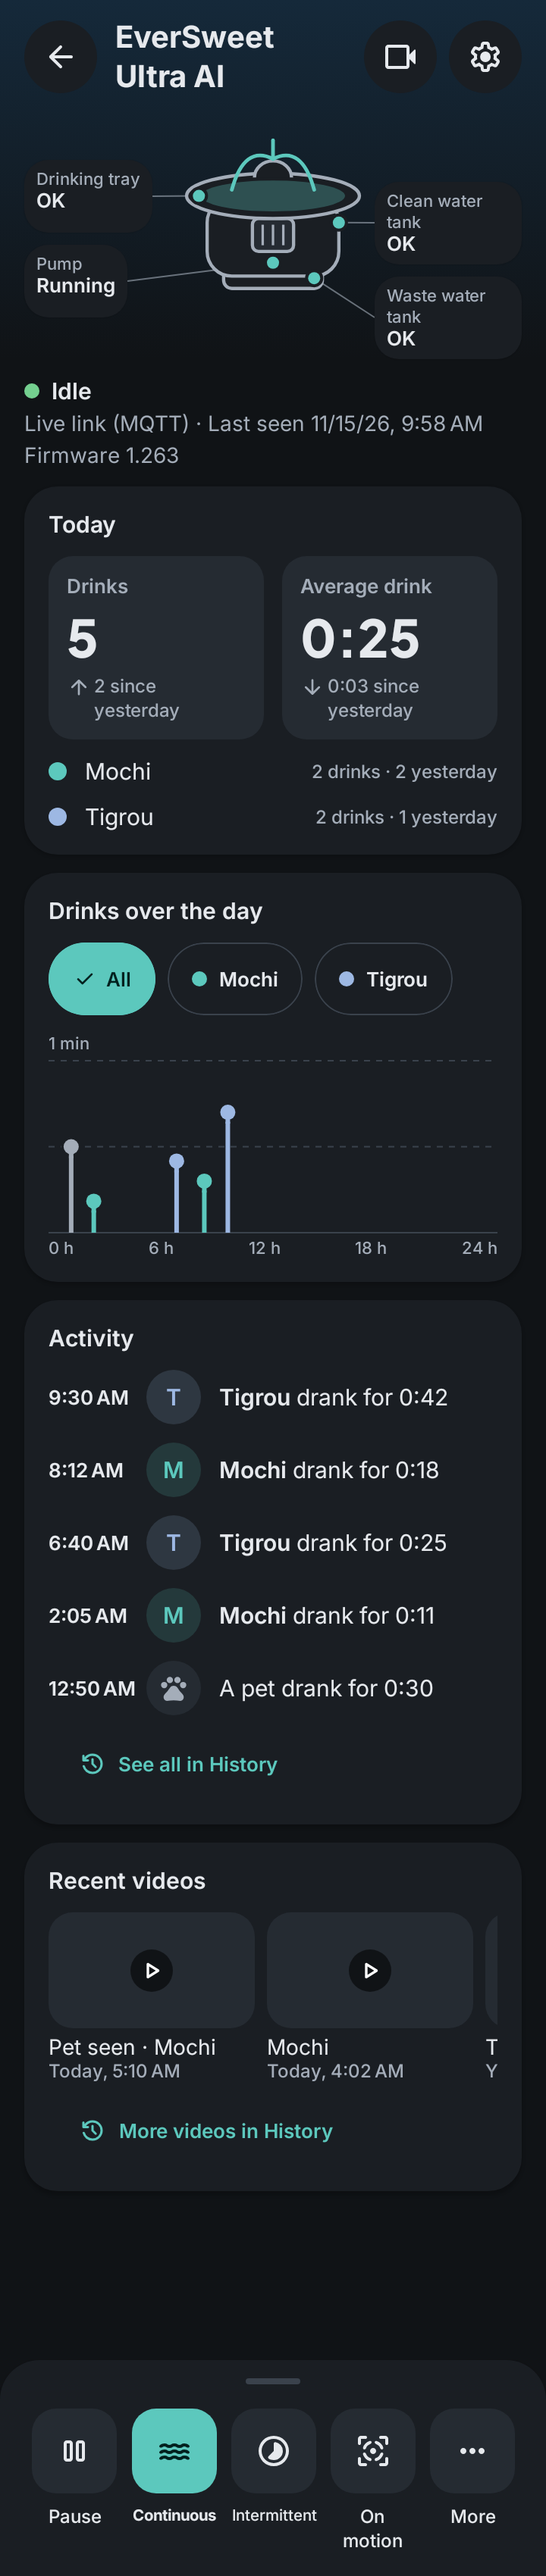 EverSweet
Ultra AI
Drinking tray
OK
Clean water
tank
OK
Pump
Running
Waste water
tank
OK
Idle
Live link (MQTT) · Last seen 11/15/26, 9:58 AM
Firmware 1.263
Today
Drinks
5
↑ 2 since
yesterday
Average drink
0:25
↓ 0:03 since
yesterday
Mochi 2 drinks · 2 yesterday
Tigrou 2 drinks · 1 yesterday
Drinks over the day
All Mochi Tigrou
1 min
0 h 6 h 12 h 18 h 24 h
Activity
9:30 AM T Tigrou drank for 0:42
8:12 AM M Mochi drank for 0:18
6:40 AM T Tigrou drank for 0:25
2:05 AM M Mochi drank for 0:11
12:50 AM A pet drank for 0:30
See all in History
Recent videos
Pet seen · Mochi
Today, 5:10 AM
Mochi
Today, 4:02 AM
T
Y
More videos in History
Pause
Continuous
Intermittent
On
motion
More